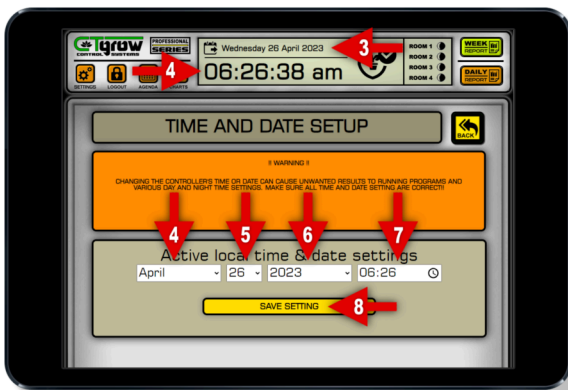 CTgrow
CONTROL SYSTEMS
PROFESSIONAL
SERIES
Wednesday 26 April 2023
3
06:26:38 am
4
ROOM 1
ROOM 2
ROOM 3
ROOM 4
WEEK
REPORT
DAILY
REPORT
SETTINGS
LOGOUT
AGENDA
CHARTS
TIME AND DATE SETUP
BACK
!! WARNING !!
CHANGING THE CONTROLLER'S TIME OR DATE CAN CAUSE UNWANTED RESULTS TO RUNNING PROGRAMS AND
VARIOUS DAY AND NIGHT TIME SETTINGS. MAKE SURE ALL TIME AND DATE SETTING ARE CORRECT!!
4
5
6
7
Active local time & date settings
April
26
2023
06:26
SAVE SETTING
8